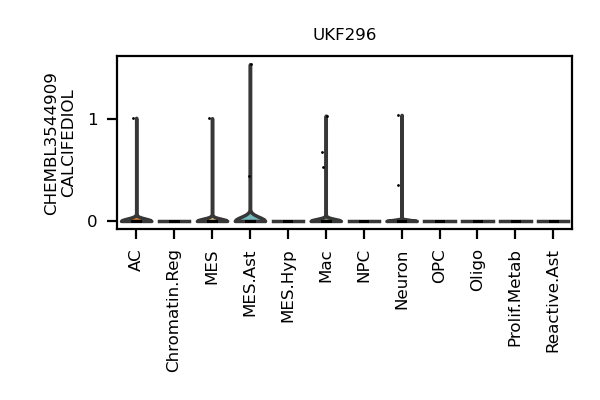 UKF296
CHEMBL3544909
CALCIFEDIOL
1
0
AC
Chromatin.Reg
MES
MES.Ast
MES.Hyp
Mac
NPC
Neuron
OPC
Oligo
Prolif.Metab
Reactive.Ast